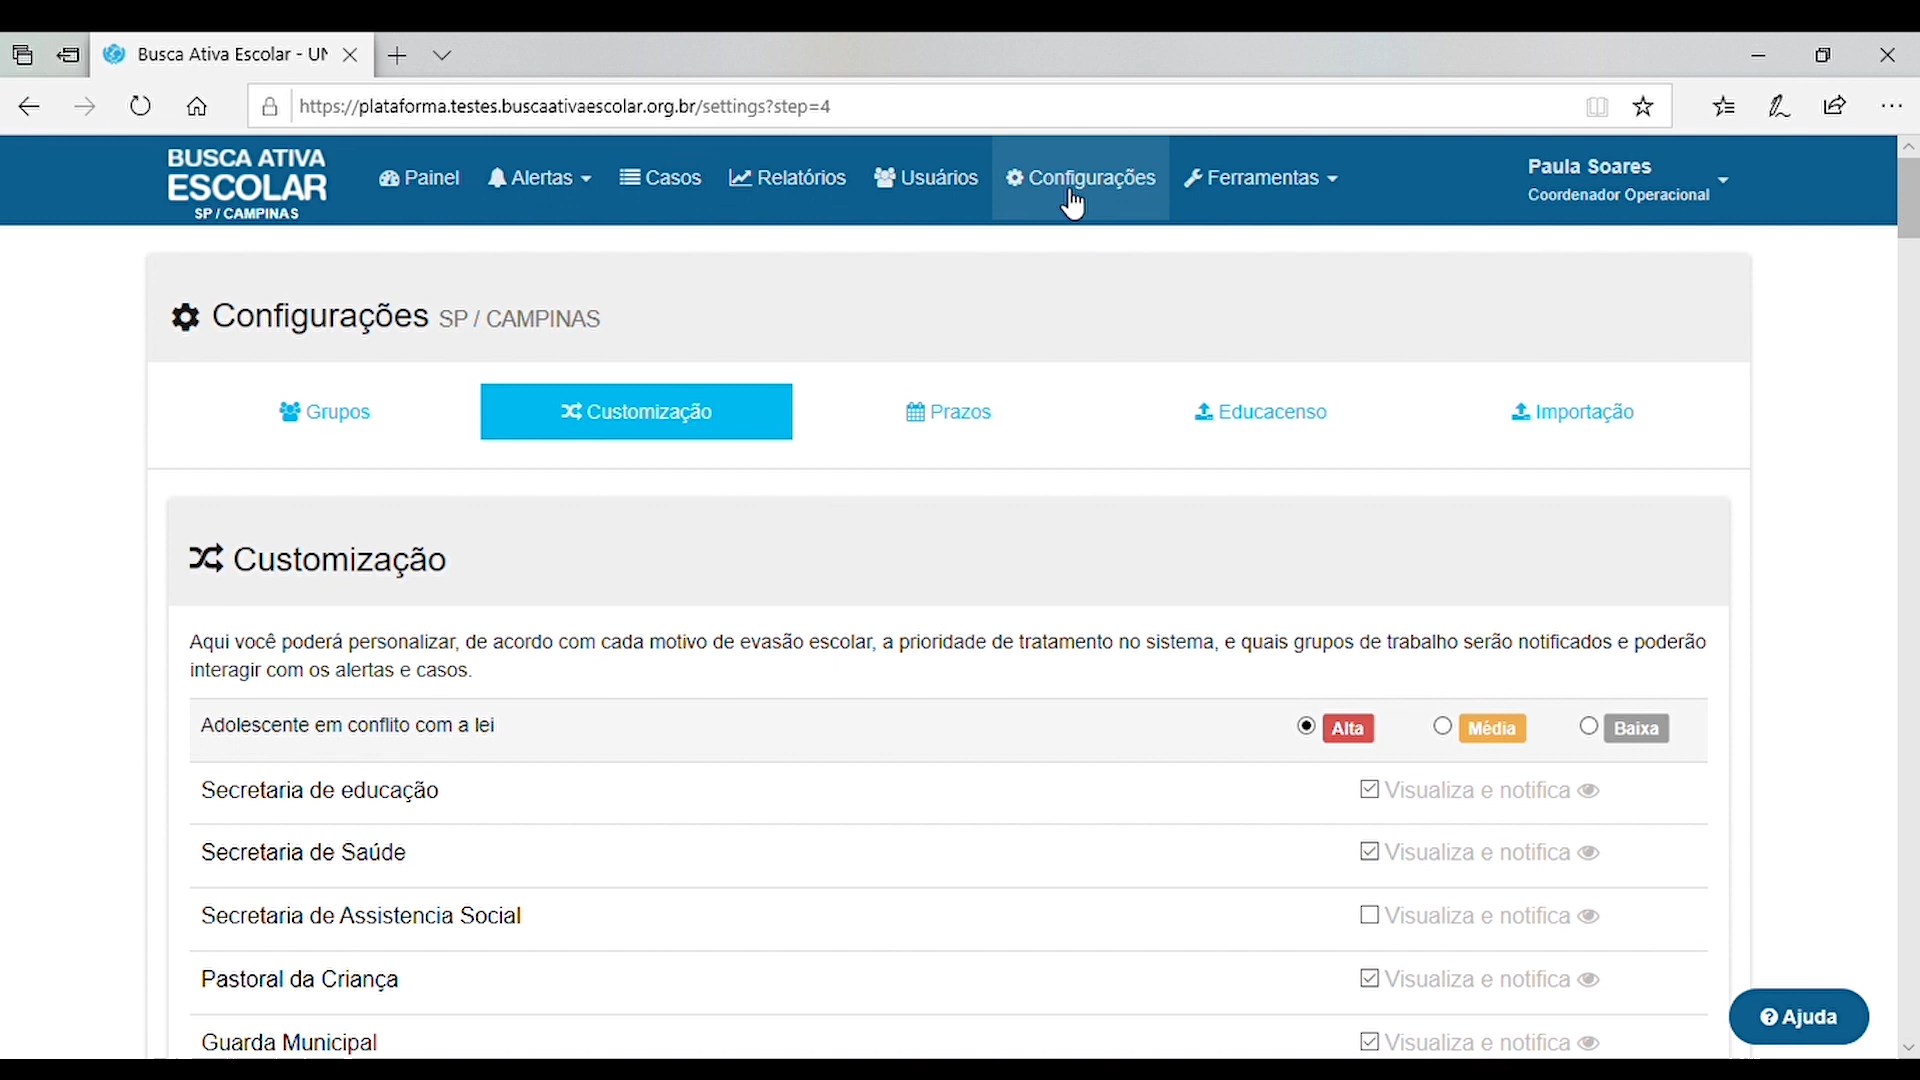 Busca Ativa Escolar - UN
https://plataforma.testes.buscaativaescolar.org.br/settings?step=4
BUSCA ATIVA
ESCOLAR
SP / CAMPINAS
Painel Alertas Casos Relatórios Usuários Configurações Ferramentas
Paula Soares
Coordenador Operacional
Configurações SP / CAMPINAS
Grupos Customização Prazos Educacenso Importação
Customização
Aqui você poderá personalizar, de acordo com cada motivo de evasão escolar, a prioridade de tratamento no sistema, e quais grupos de trabalho serão notificados e poderão
interagir com os alertas e casos.
Adolescente em conflito com a lei Alta Média Baixa
Secretaria de educação Visualiza e notifica
Secretaria de Saúde Visualiza e notifica
Secretaria de Assistencia Social Visualiza e notifica
Pastoral da Criança Visualiza e notifica
Guarda Municipal Visualiza e notifica
Ajuda